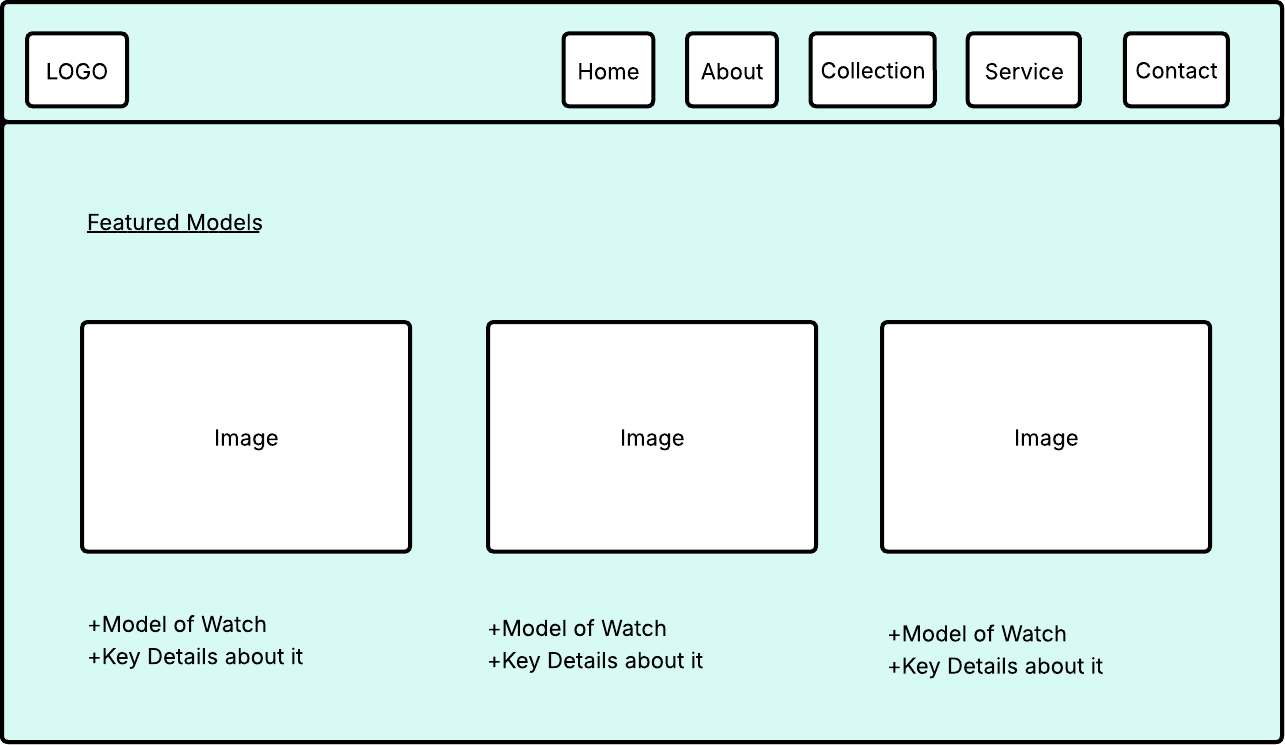 LOGO
Home
About
Collection
Service
Contact
Featured Models
Image
Image
Image
+Model of Watch
+Key Details about it
+Model of Watch
+Key Details about it
+Model of Watch
+Key Details about it